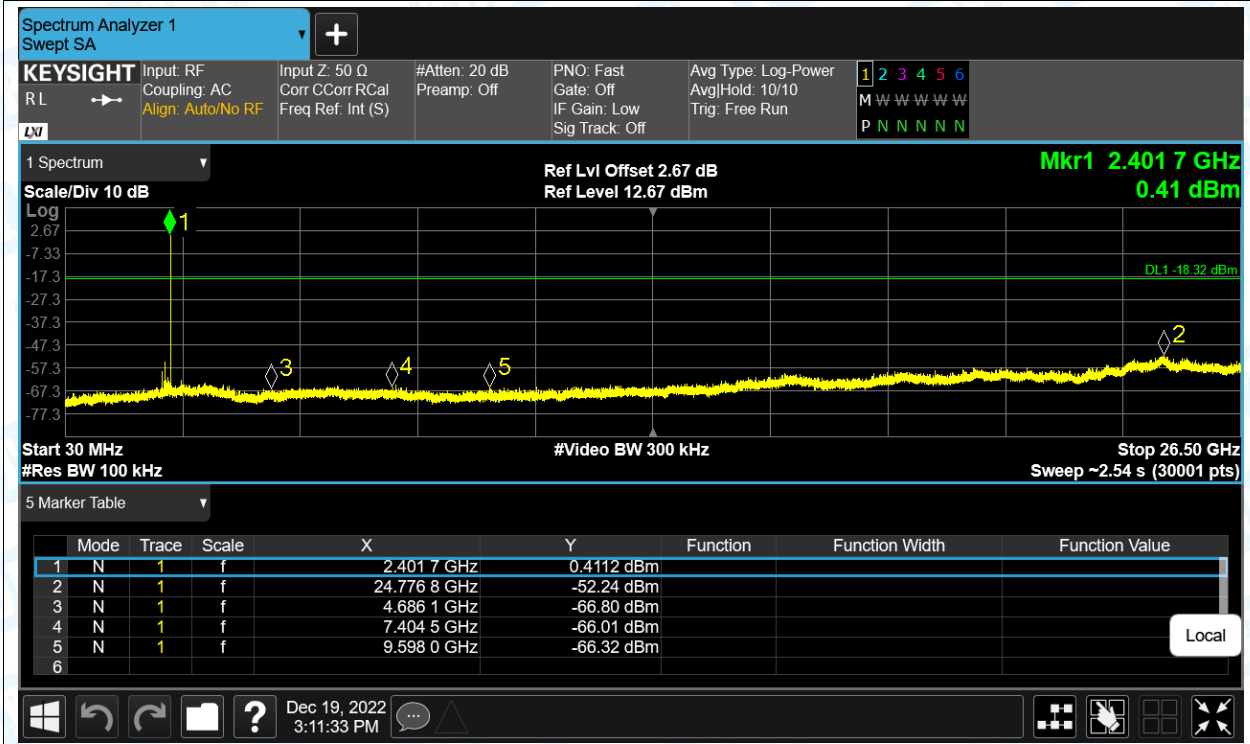 Spectrum Analyzer 1
Swept SA
+
KEYSIGHT
R L
LXI
Input: RF
Coupling: AC
Align: Auto/No RF
Input Z: 50 Ω
Corr CCorr RCal
Freq Ref: Int (S)
#Atten: 20 dB
Preamp: Off
PNO: Fast
Gate: Off
IF Gain: Low
Sig Track: Off
Avg Type: Log-Power
Avg|Hold: 10/10
Trig: Free Run
1 2 3 4 5 6
M W W W W W
P N N N N N
1 Spectrum
Scale/Div 10 dB
Ref Lvl Offset 2.67 dB
Ref Level 12.67 dBm
Mkr1 2.401 7 GHz
0.41 dBm
Log
1
2.67
-7.33
-17.3
DL1 -18.32 dBm
-27.3
-37.3
-47.3
2
-57.3
3
4
5
-67.3
-77.3
Start 30 MHz
#Video BW 300 kHz
Stop 26.50 GHz
#Res BW 100 kHz
Sweep ~2.54 s (30001 pts)
5 Marker Table
Mode Trace Scale X Y Function Function Width Function Value
1 N 1 f 2.401 7 GHz 0.4112 dBm
2 N 1 f 24.776 8 GHz -52.24 dBm
3 N 1 f 4.686 1 GHz -66.80 dBm
4 N 1 f 7.404 5 GHz -66.01 dBm
5 N 1 f 9.598 0 GHz -66.32 dBm
6
Local
?
Dec 19, 2022
3:11:33 PM